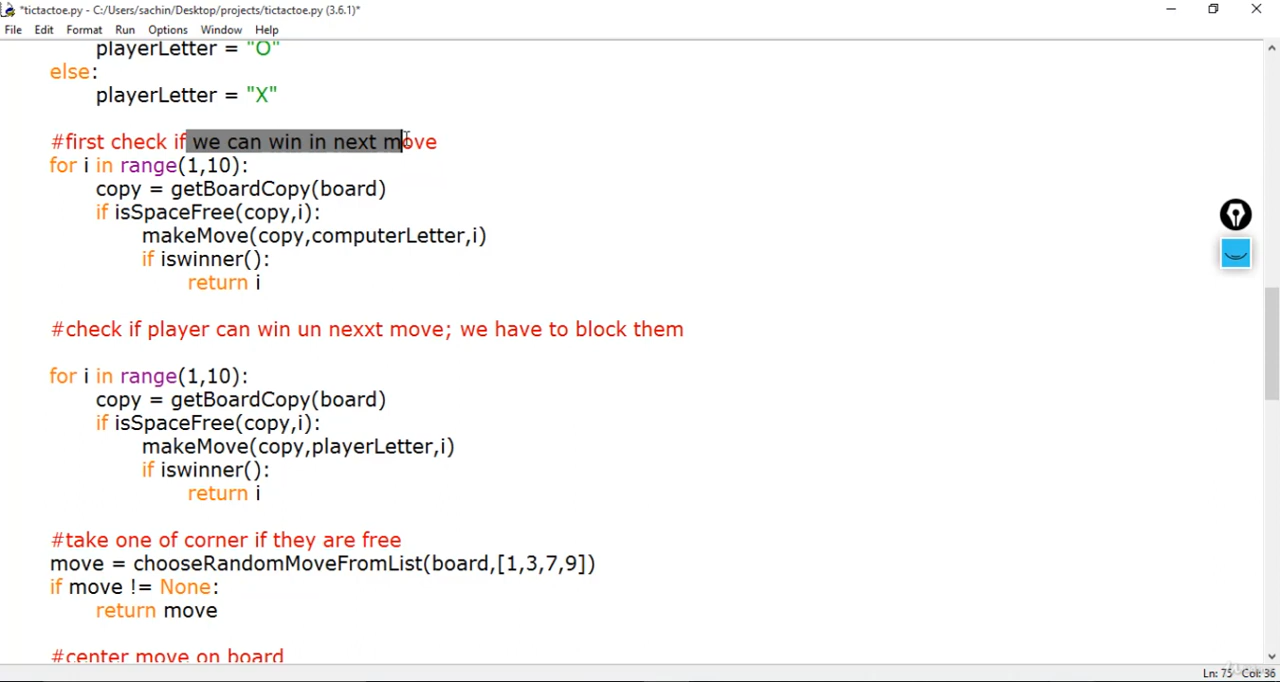 *tictactoe.py - C:/Users/sachin/Desktop/projects/tictactoe.py (3.6.1)*
File Edit Format Run Options Window Help
playerLetter = "O"
else:
playerLetter = "X"
#first check if we can win in next move
for i in range(1,10):
copy = getBoardCopy(board)
if isSpaceFree(copy,i):
makeMove(copy,computerLetter,i)
if iswinner():
return i
#check if player can win un nexxt move; we have to block them
for i in range(1,10):
copy = getBoardCopy(board)
if isSpaceFree(copy,i):
makeMove(copy,playerLetter,i)
if iswinner():
return i
#take one of corner if they are free
move = chooseRandomMoveFromList(board,[1,3,7,9])
if move != None:
return move
#center move on board
Ln: 75 Col: 36